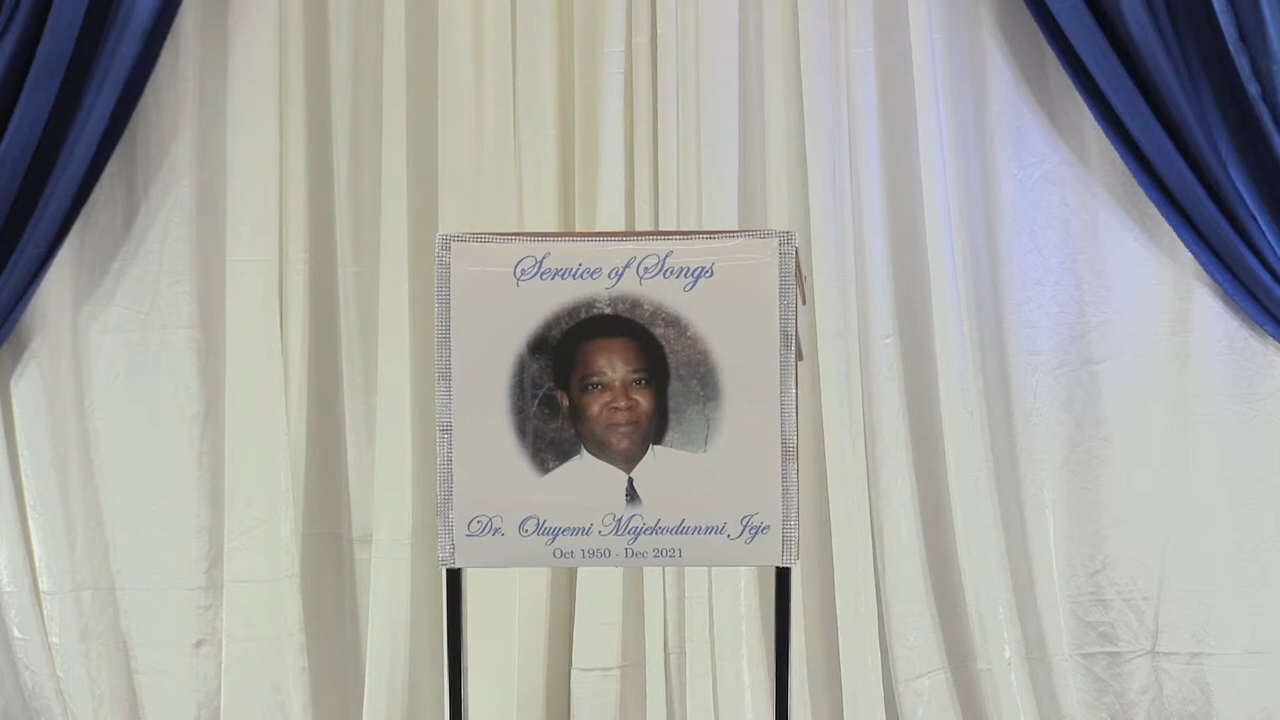 Service of Songs
Dr. Oluyemi Majekodunmi Jeje
Oct 1950 - Dec 2021